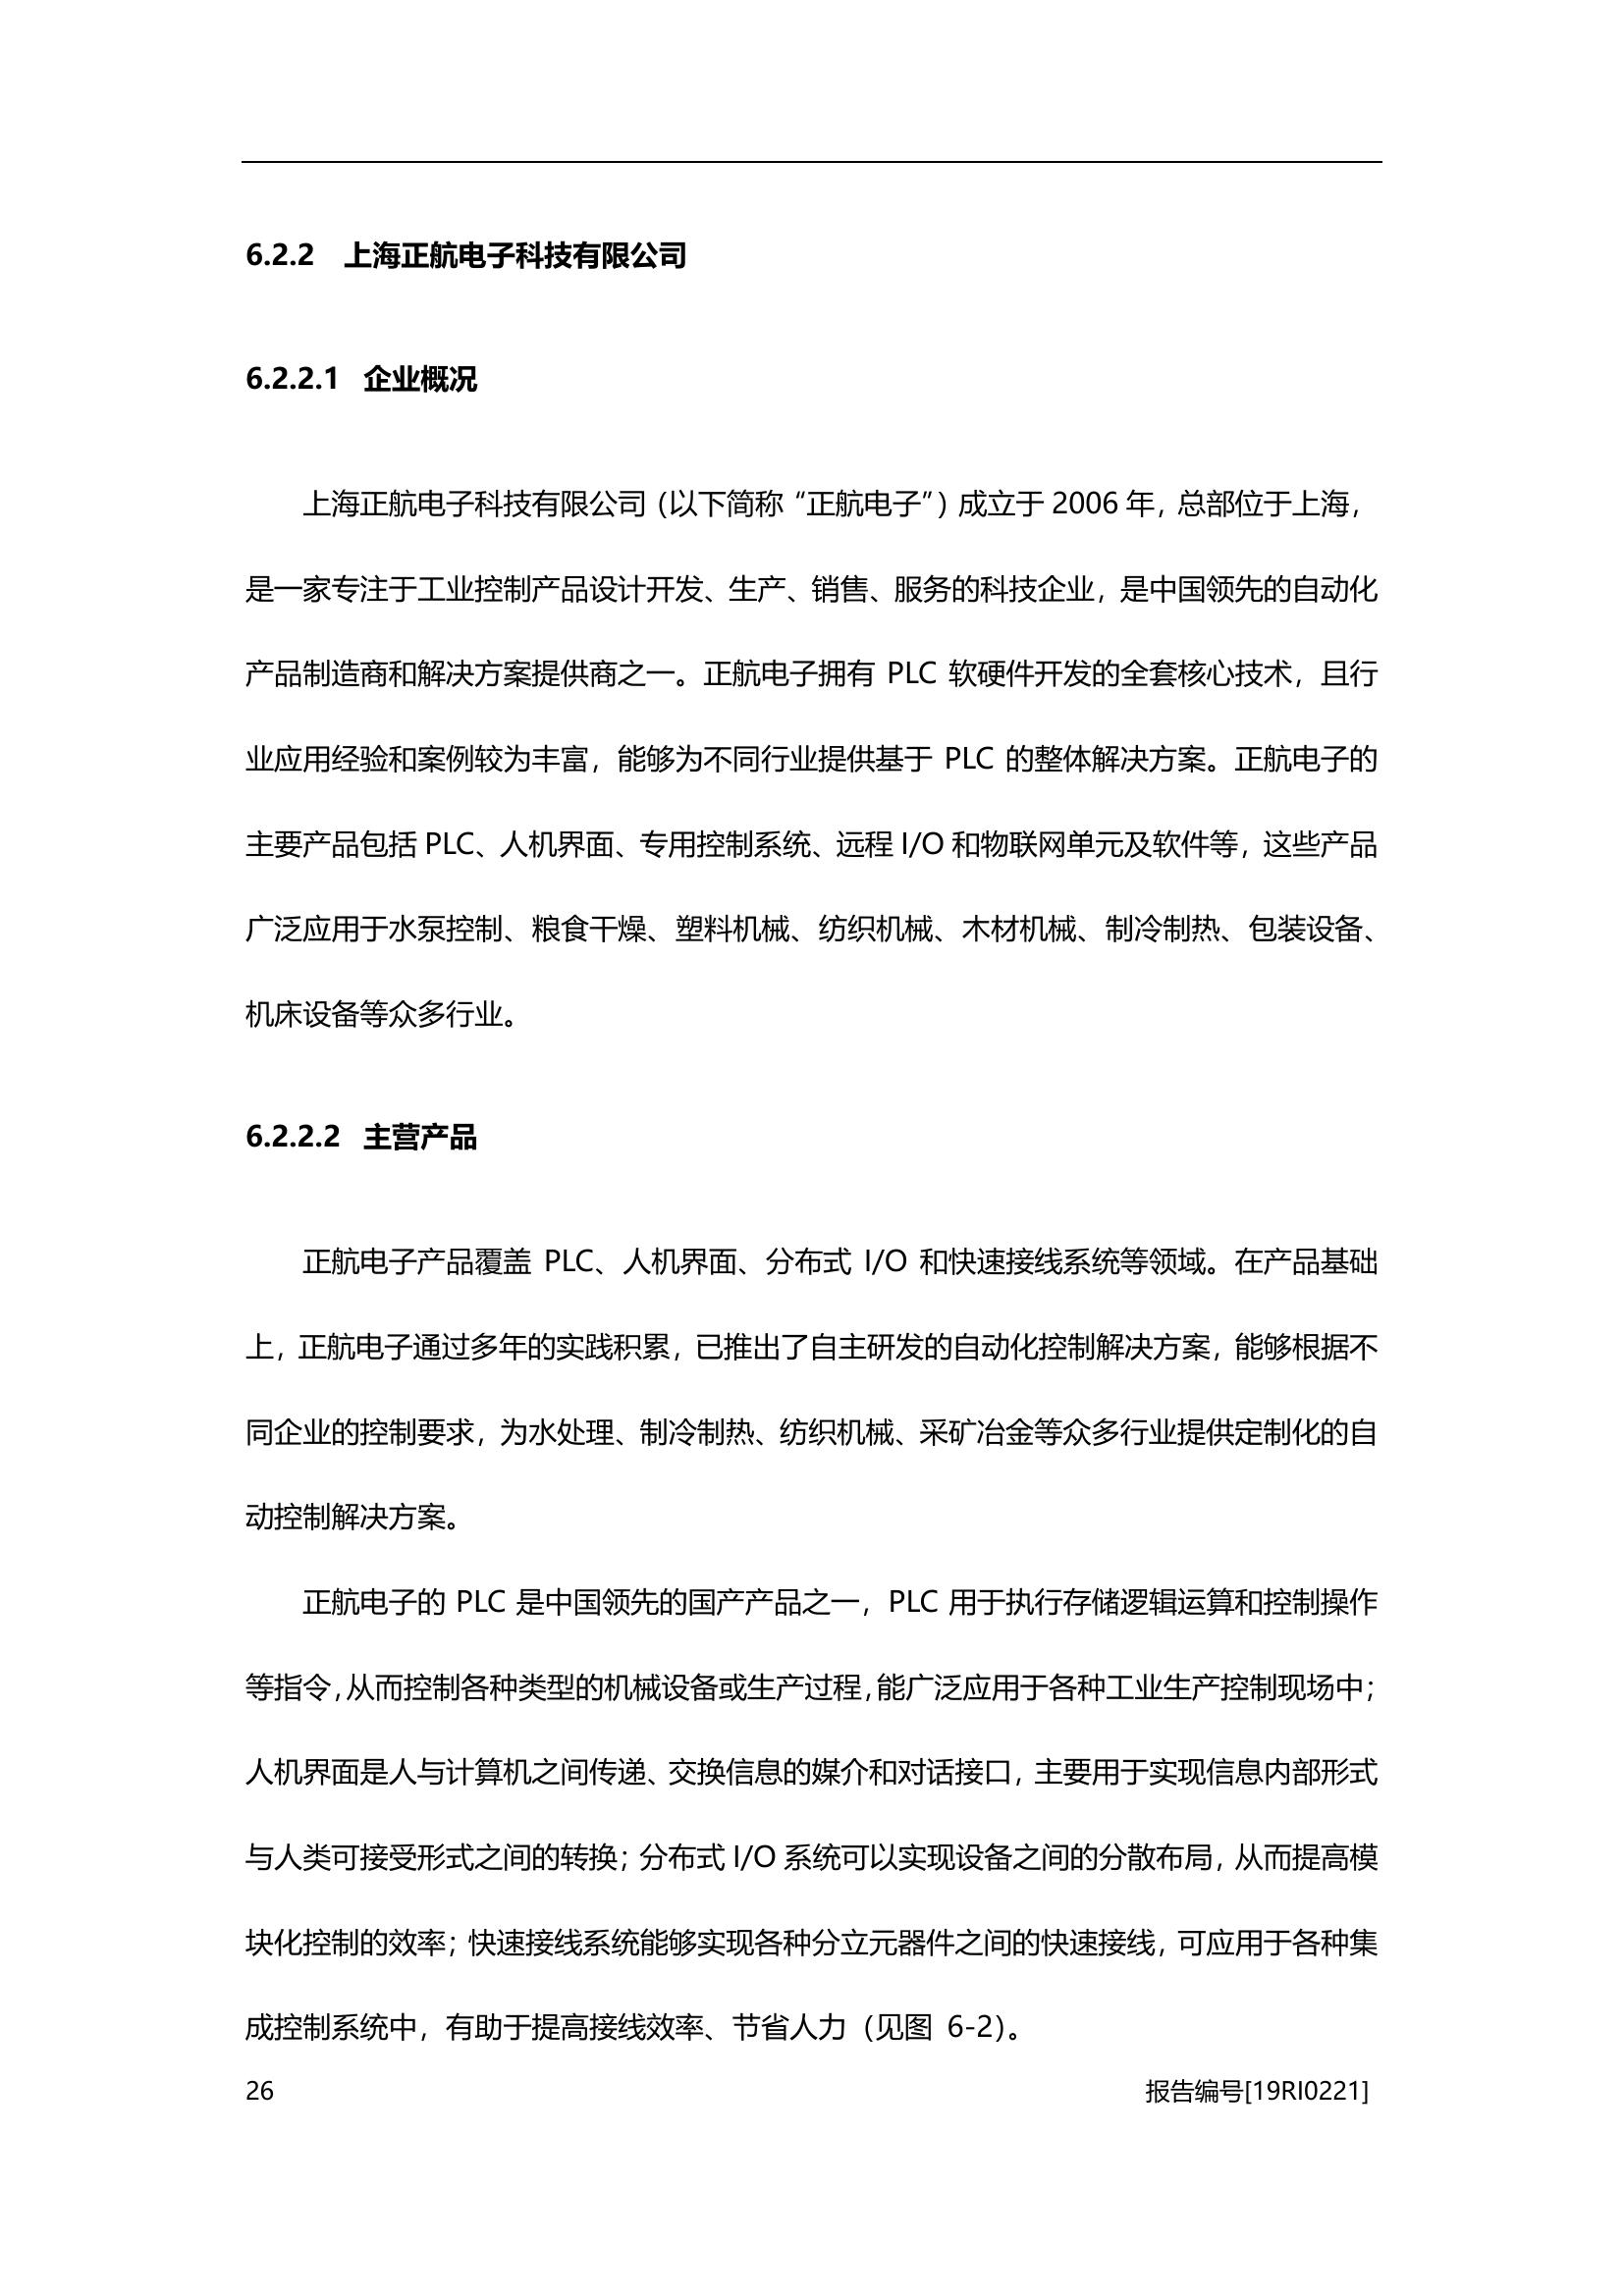 6.2.2 上海正航电子科技有限公司
6.2.2.1 企业概况
上海正航电子科技有限公司（以下简称“正航电子”）成立于 2006 年，总部位于上海，
是一家专注于工业控制产品设计开发、生产、销售、服务的科技企业，是中国领先的自动化
产品制造商和解决方案提供商之一。正航电子拥有 PLC 软硬件开发的全套核心技术，且行
业应用经验和案例较为丰富，能够为不同行业提供基于 PLC 的整体解决方案。正航电子的
主要产品包括 PLC、人机界面、专用控制系统、远程 I/O 和物联网单元及软件等，这些产品
广泛应用于水泵控制、粮食干燥、塑料机械、纺织机械、木材机械、制冷制热、包装设备、
机床设备等众多行业。
6.2.2.2 主营产品
正航电子产品覆盖 PLC、人机界面、分布式 I/O 和快速接线系统等领域。在产品基础
上，正航电子通过多年的实践积累，已推出了自主研发的自动化控制解决方案，能够根据不
同企业的控制要求，为水处理、制冷制热、纺织机械、采矿冶金等众多行业提供定制化的自
动控制解决方案。
正航电子的 PLC 是中国领先的国产产品之一，PLC 用于执行存储逻辑运算和控制操作
等指令，从而控制各种类型的机械设备或生产过程，能广泛应用于各种工业生产控制现场中；
人机界面是人与计算机之间传递、交换信息的媒介和对话接口，主要用于实现信息内部形式
与人类可接受形式之间的转换；分布式 I/O 系统可以实现设备之间的分散布局，从而提高模
块化控制的效率；快速接线系统能够实现各种分立元器件之间的快速接线，可应用于各种集
成控制系统中，有助于提高接线效率、节省人力（见图 6-2）。
26 报告编号[19RI0221]